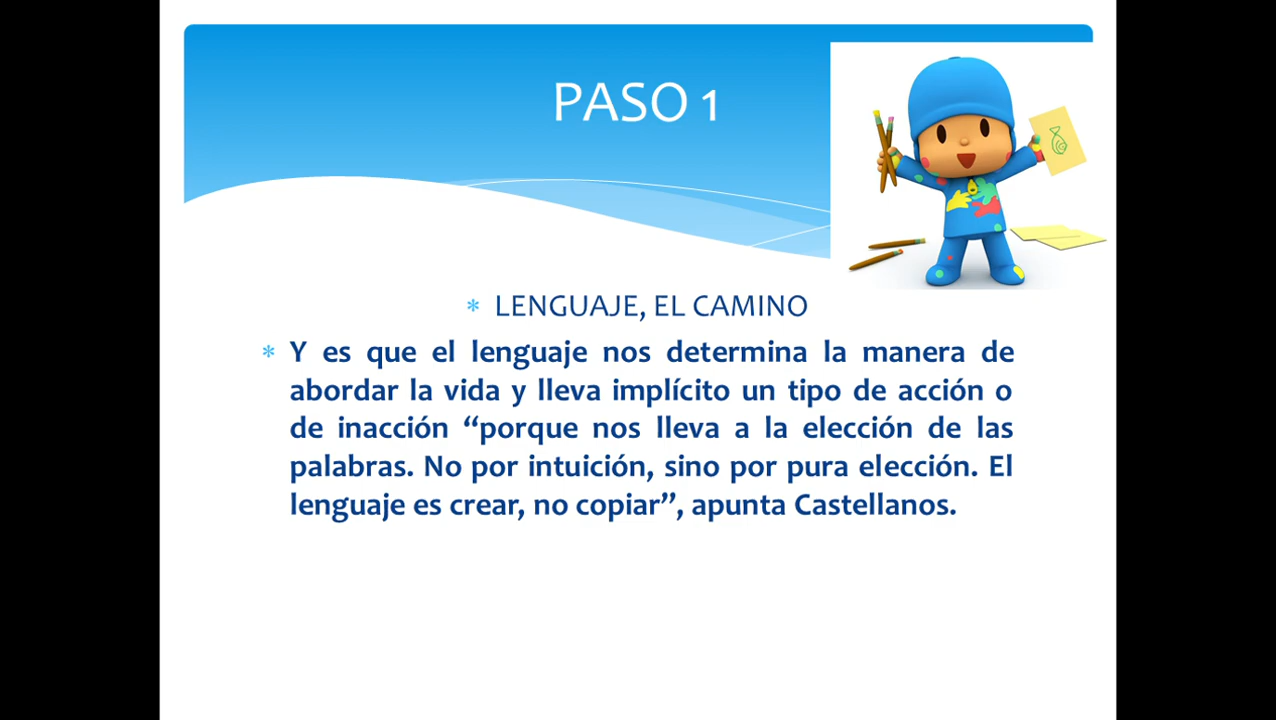 PASO 1
* LENGUAJE, EL CAMINO
* Y es que el lenguaje nos determina la manera de
abordar la vida y lleva implícito un tipo de acción o
de inacción “porque nos lleva a la elección de las
palabras. No por intuición, sino por pura elección. El
lenguaje es crear, no copiar”, apunta Castellanos.